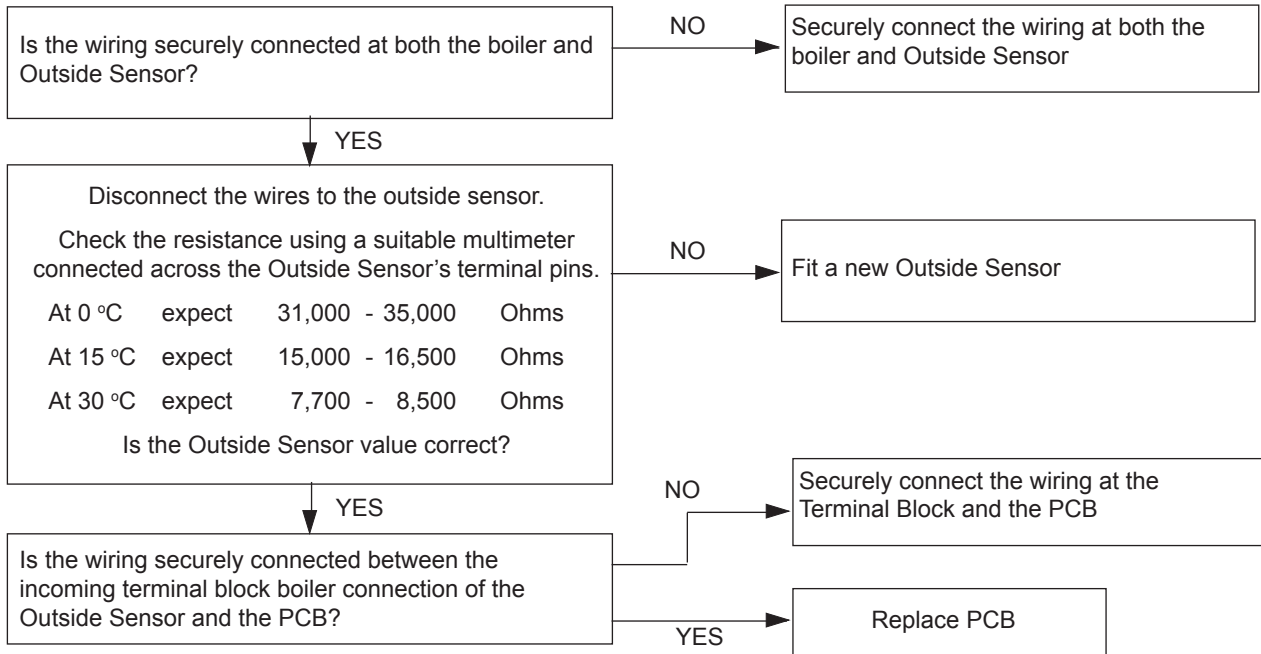 Is the wiring securely connected at both the boiler and
Outside Sensor?
NO
Securely connect the wiring at both the
boiler and Outside Sensor
YES
Disconnect the wires to the outside sensor.
Check the resistance using a suitable multimeter
connected across the Outside Sensor’s terminal pins.
At 0 ºC expect 31,000 - 35,000 Ohms
At 15 ºC expect 15,000 - 16,500 Ohms
At 30 ºC expect 7,700 - 8,500 Ohms
Is the Outside Sensor value correct?
NO
Fit a new Outside Sensor
YES
Is the wiring securely connected between the
incoming terminal block boiler connection of the
Outside Sensor and the PCB?
NO
Securely connect the wiring at the
Terminal Block and the PCB
YES
Replace PCB